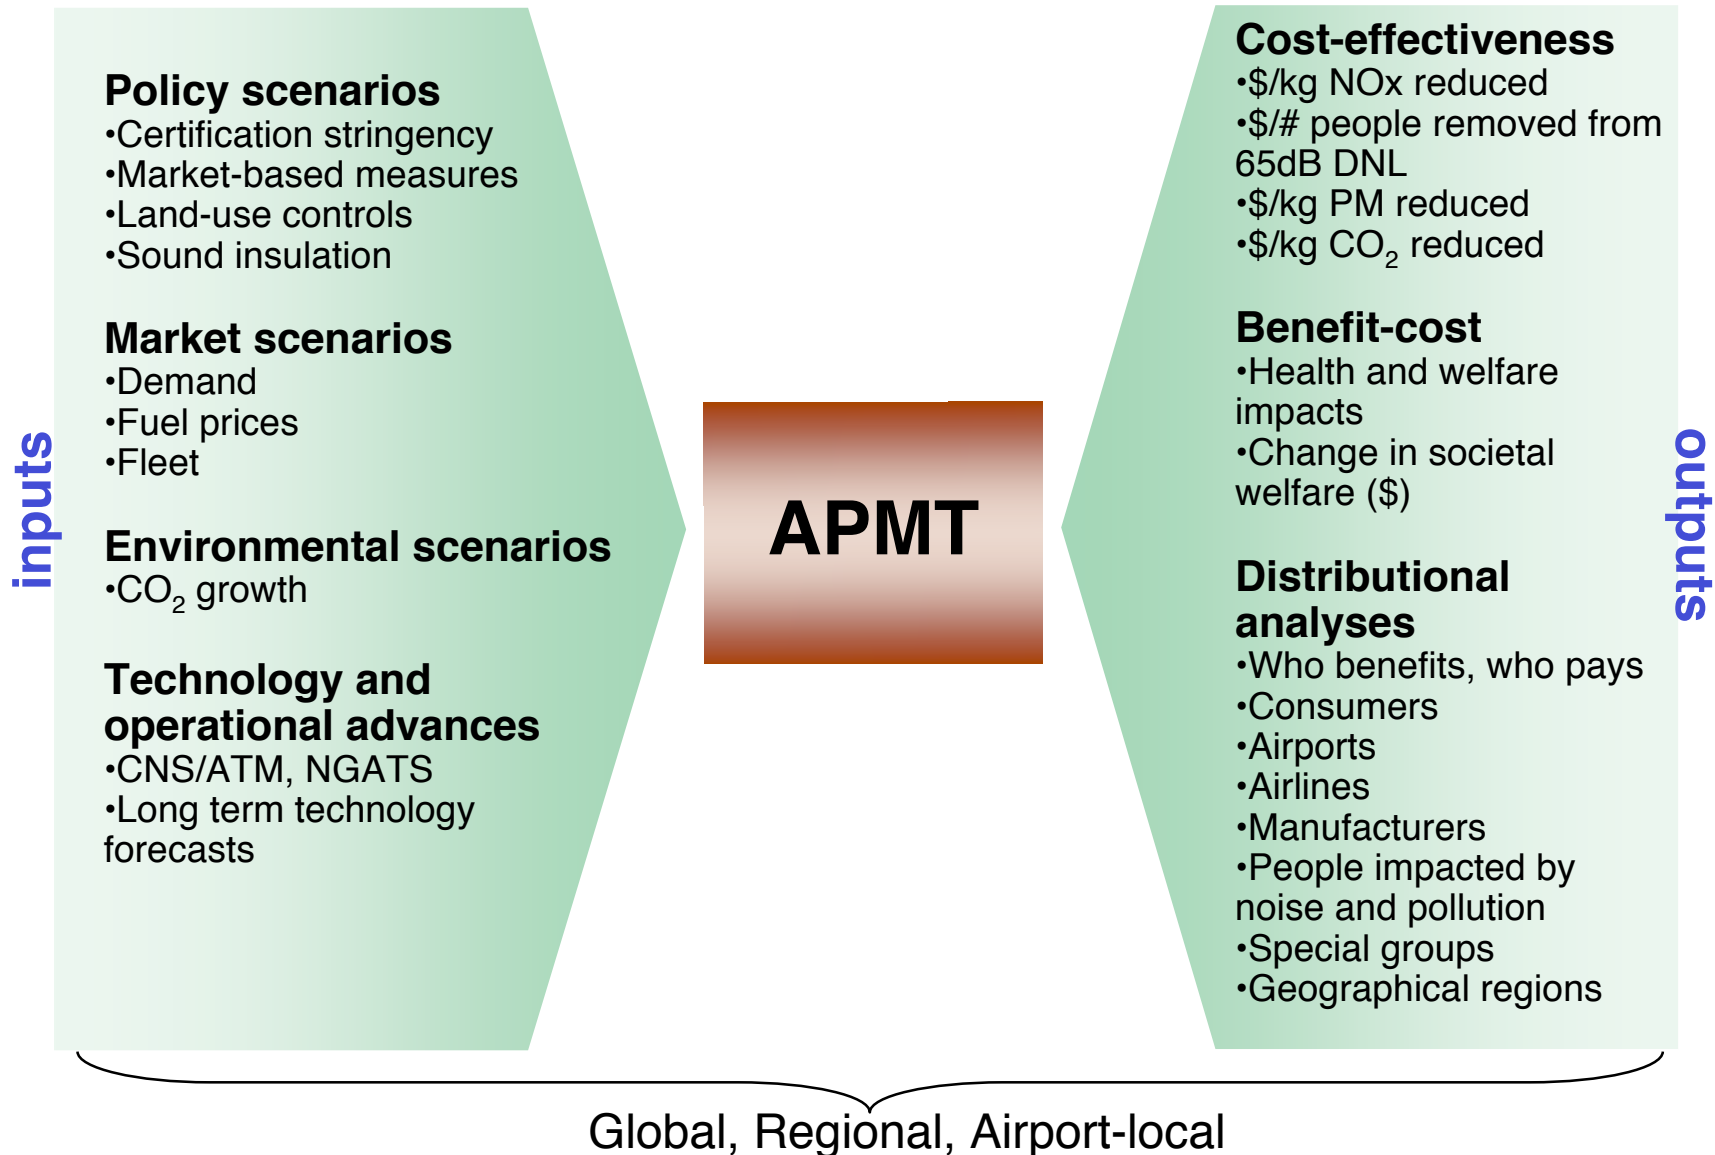 inputs
Policy scenarios
•Certification stringency
•Market-based measures
•Land-use controls
•Sound insulation
Market scenarios
•Demand
•Fuel prices
•Fleet
Environmental scenarios
•CO₂ growth
Technology and
operational advances
•CNS/ATM, NGATS
•Long term technology
forecasts
APMT
Cost-effectiveness
•$/kg NOx reduced
•$/# people removed from
65dB DNL
•$/kg PM reduced
•$/kg CO₂ reduced
Benefit-cost
•Health and welfare
impacts
•Change in societal
welfare ($)
Distributional
analyses
•Who benefits, who pays
•Consumers
•Airports
•Airlines
•Manufacturers
•People impacted by
noise and pollution
•Special groups
•Geographical regions
outputs
Global, Regional, Airport-local